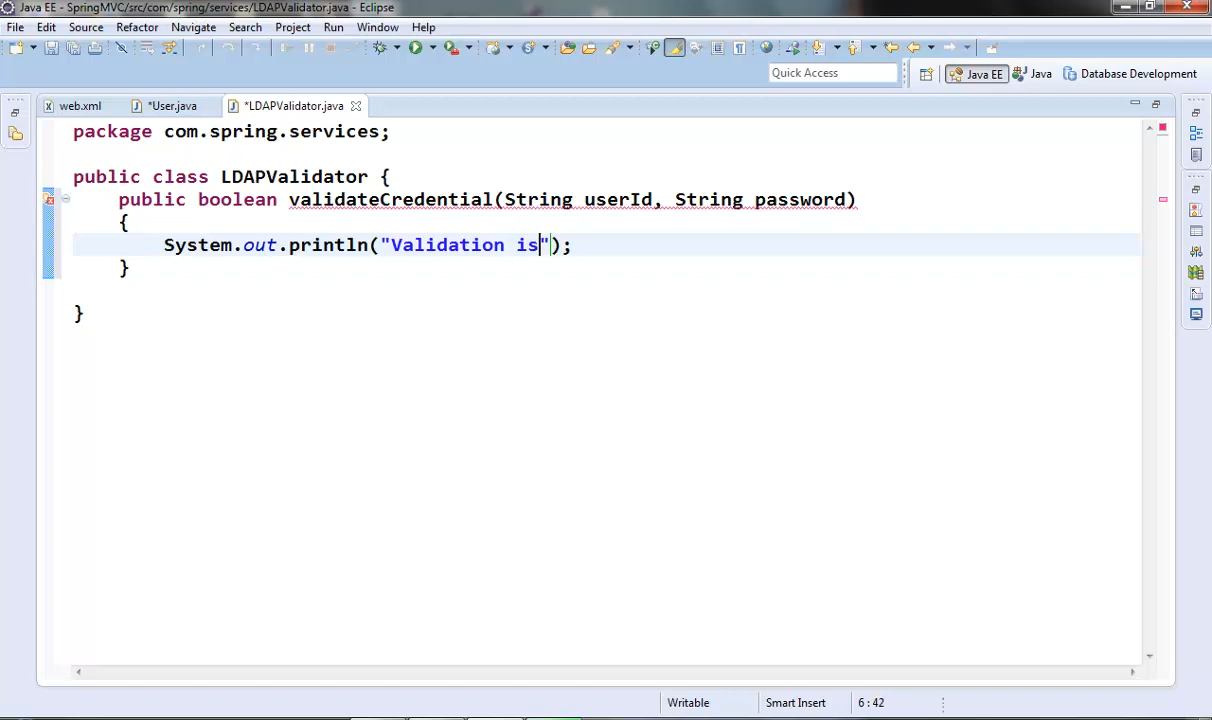 Java EE - SpringMVC/src/com/spring/services/LDAPValidator.java - Eclipse
File Edit Source Refactor Navigate Search Project Run Window Help
Quick Access Java EE Java Database Development
web.xml *User.java *LDAPValidator.java
package com.spring.services;
public class LDAPValidator {
public boolean validateCredential(String userId, String password)
{
System.out.println("Validation is");
}
}
Writable Smart Insert 6 : 42